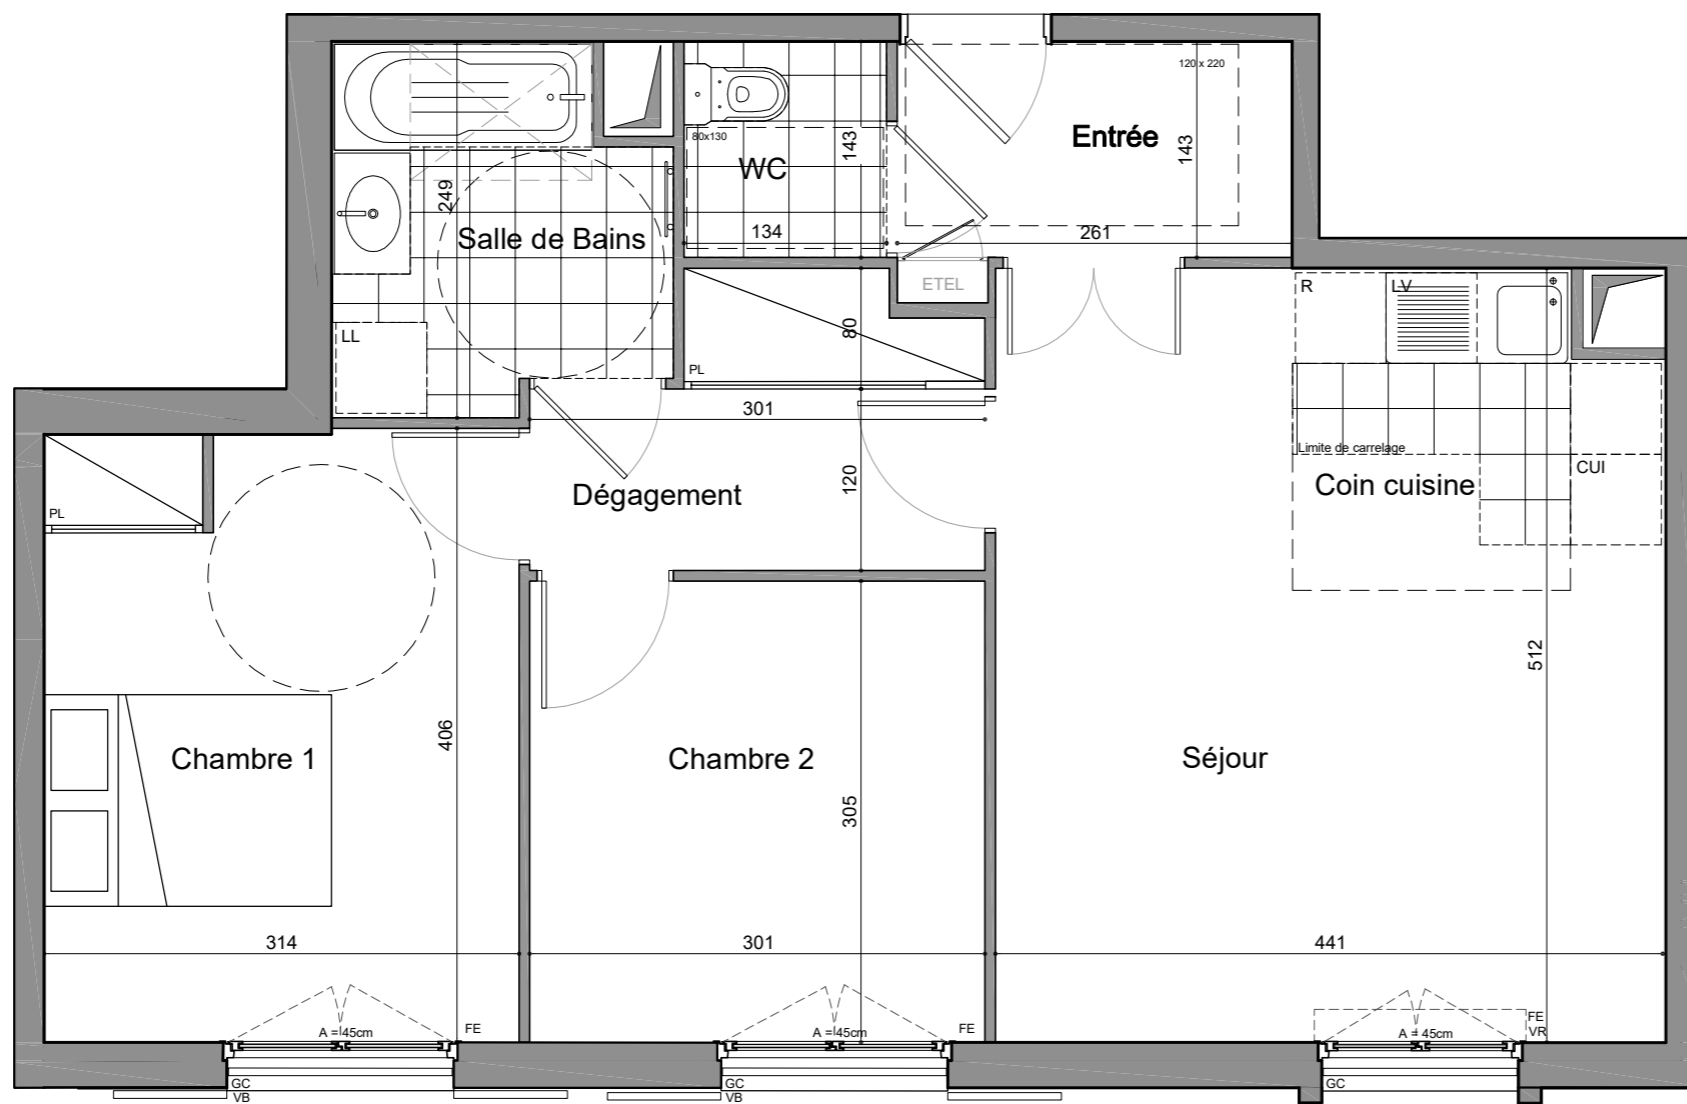 120 x 220
80x130
143
Entrée
143
WC
249
Salle de Bains
134
261
ETEL
R
LV
80
LL
PL
301
Limite de carrelage
CUI
120
Coin cuisine
Dégagement
PL
512
406
Chambre 1
Chambre 2
Séjour
305
314
301
441
A = 45cm
FE
A = 45cm
FE
A = 45cm
FE
VR
GC
VB
GC
VB
GC